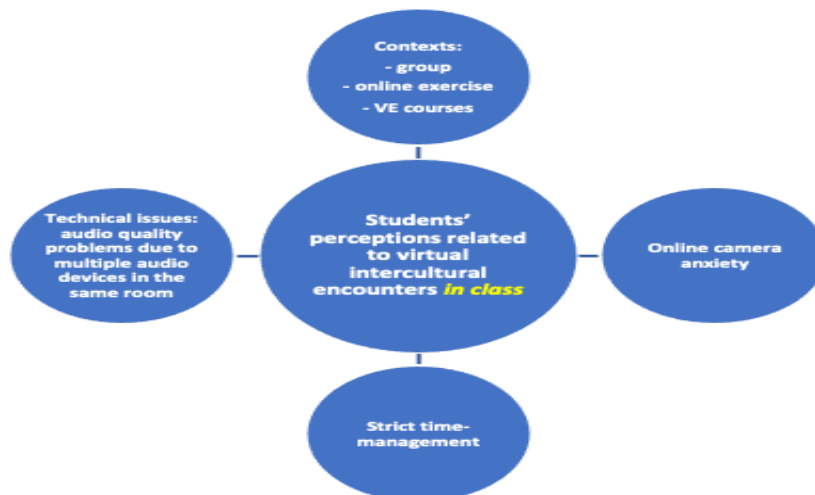 Contexts:
- group
- online exercise
- VE courses
Technical issues:
audio quality
problems due to
multiple audio
devices in the
same room
Students’
perceptions related
to virtual
intercultural
encounters in class
Online camera
anxiety
Strict time-
management